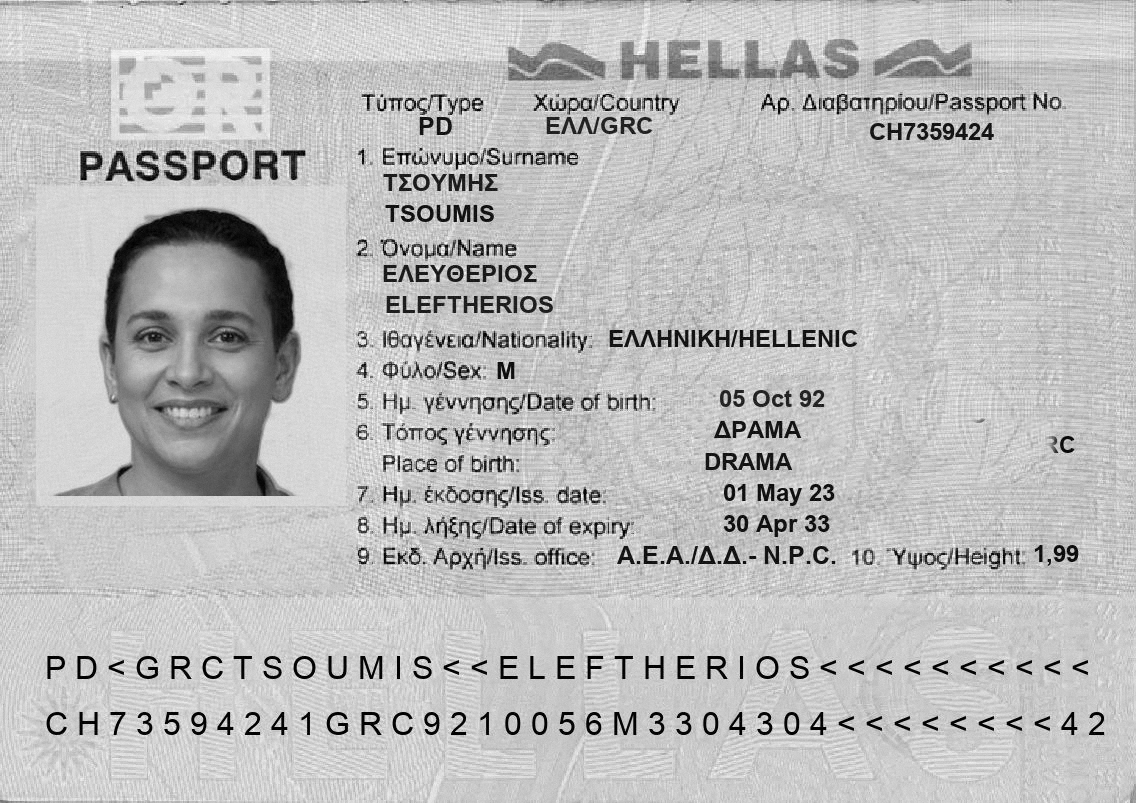 HELLAS
GR
PASSPORT
Τύπος/Type Χώρα/Country Αρ. Διαβατηρίου/Passport No.
PD ΕΛΛ/GRC CH7359424
1. Επώνυμο/Surname
ΤΣΟΥΜΗΣ
TSOUMIS
2. Όνομα/Name
ΕΛΕΥΘΕΡΙΟΣ
ELEFTHERIOS
3. Ιθαγένεια/Nationality: ΕΛΛΗΝΙΚΗ/HELLENIC
4. Φύλο/Sex: M
5. Ημ. γέννησης/Date of birth: 05 Oct 92
6. Τόπος γέννησης: ΔΡΑΜΑ
Place of birth: DRAMA
RC
7. Ημ. έκδοσης/Iss. date: 01 May 23
8. Ημ. λήξης/Date of expiry: 30 Apr 33
9. Εκδ. Αρχή/Iss. office: Α.Ε.Α./Δ.Δ.- N.P.C. 10. Ύψος/Height: 1,99
HELLAS
PD<GRCTSOUMIS<<ELEFTHERIOS<<<<<<<<<<
CH73594241GRC9210056M3304304<<<<<<<<42